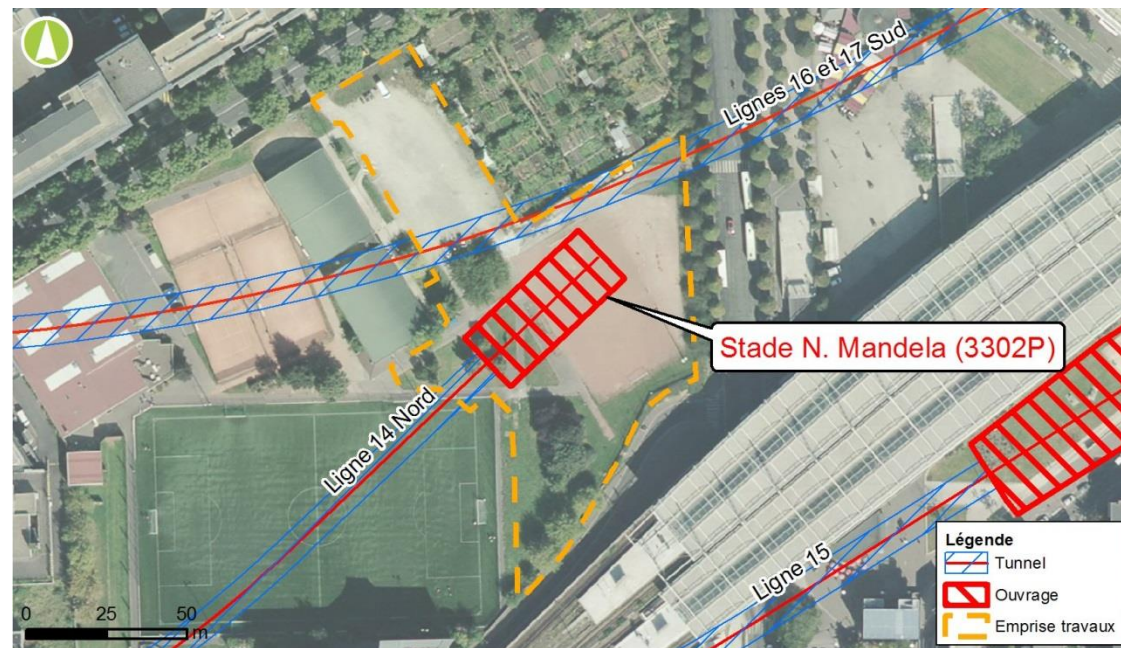 Lignes 16 et 17 Sud
Stade N. Mandela (3302P)
Ligne 14 Nord
Ligne 15
Légende
Tunnel
Ouvrage
Emprise travaux
0 25 50
m